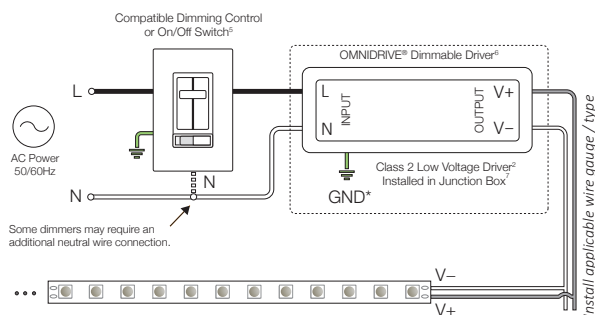 Compatible Dimming Control
or On/Off Switch⁵
OMNIDRIVE® Dimmable Driver⁶
L
L
V+
INPUT
OUTPUT
N
V–
AC Power
50/60Hz
Class 2 Low Voltage Driver²
Installed in Junction Box⁷
GND*
N
N
Some dimmers may require an
additional neutral wire connection.
V–
V+
Install applicable wire gauge / type